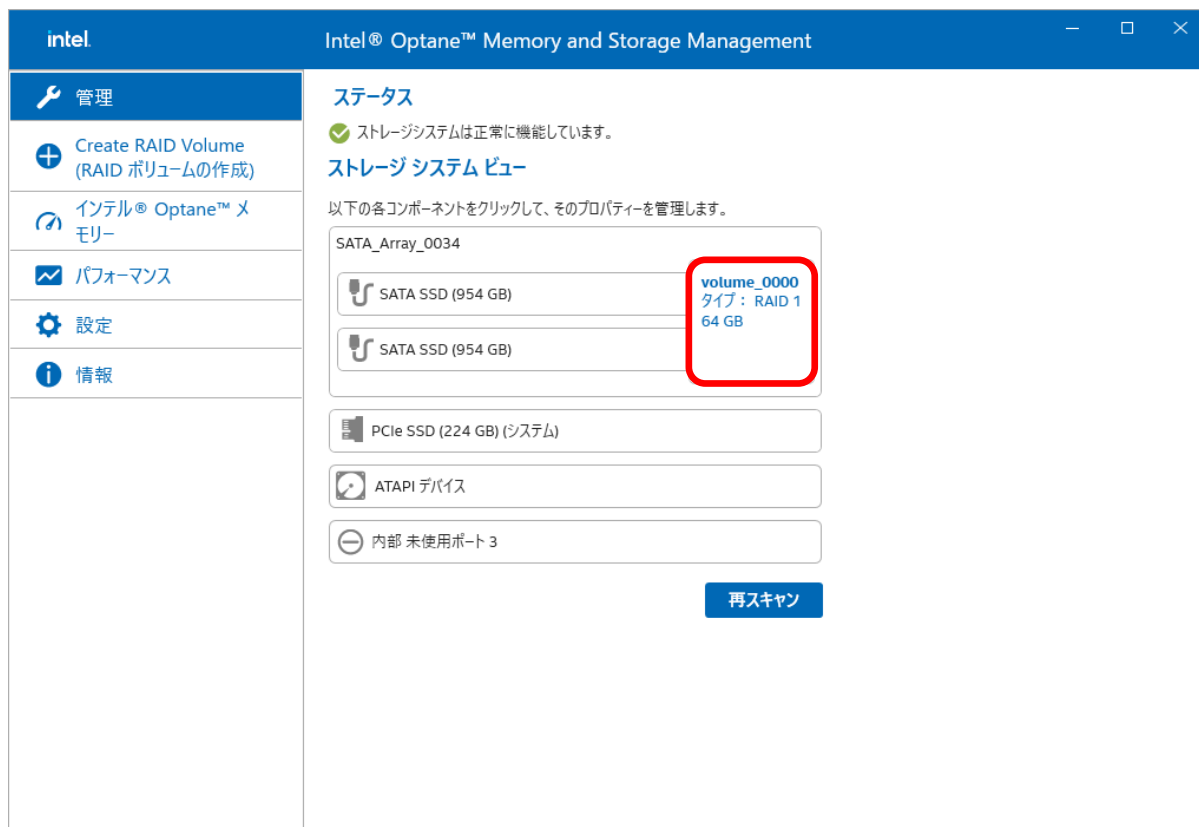 intel.
Intel® Optane™ Memory and Storage Management
管理
Create RAID Volume
(RAID ボリュームの作成)
インテル® Optane™ メ
モリー
パフォーマンス
設定
情報
ステータス
ストレージシステムは正常に機能しています。
ストレージ システム ビュー
以下の各コンポーネントをクリックして、そのプロパティーを管理します。
SATA_Array_0034
SATA SSD (954 GB)
SATA SSD (954 GB)
volume_0000
タイプ： RAID 1
64 GB
PCIe SSD (224 GB) (システム)
ATAPI デバイス
内部 未使用ポート 3
再スキャン